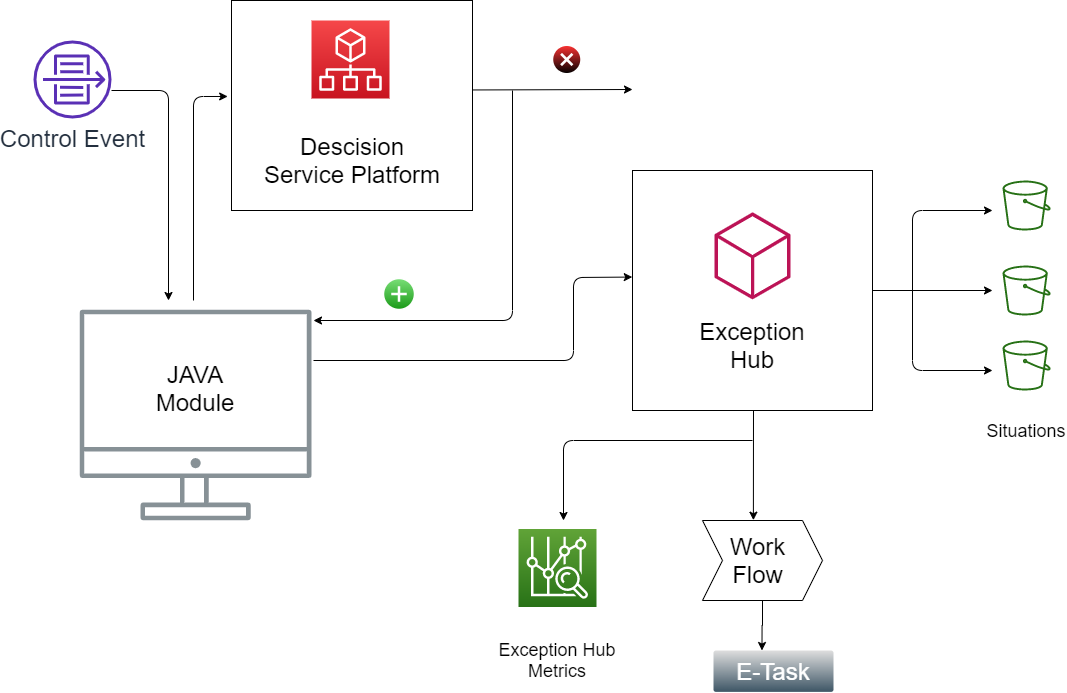 Control Event
Descision
Service Platform
JAVA
Module
Exception
Hub
Situations
Work
Flow
Exception Hub
Metrics
E-Task